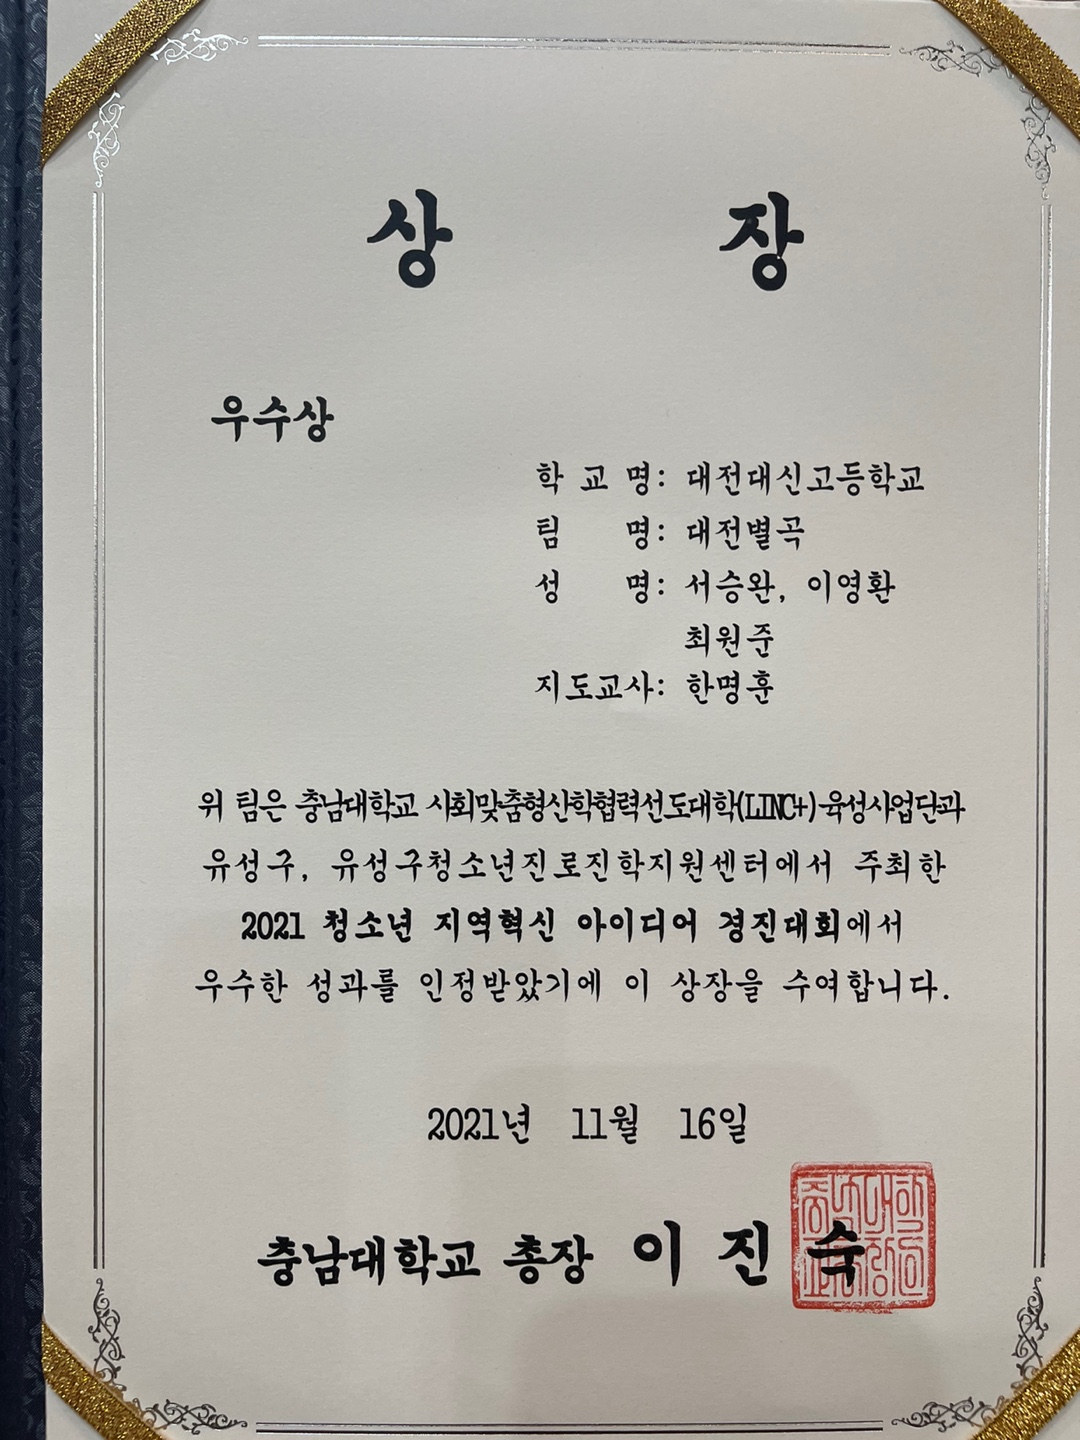 상 장
우수상
학 교 명: 대전대신고등학교
팀 명: 대전별곡
성 명: 서승완, 이영환
최원준
지도교사: 한명훈
위 팀은 충남대학교 사회맞춤형산학협력선도대학(LINC+)육성사업단과
유성구, 유성구청소년진로진학지원센터에서 주최한
2021 청소년 지역혁신 아이디어 경진대회에서
우수한 성과를 인정받았기에 이 상장을 수여합니다.
2021년 11월 16일
충남대학교 총장 이 진 숙